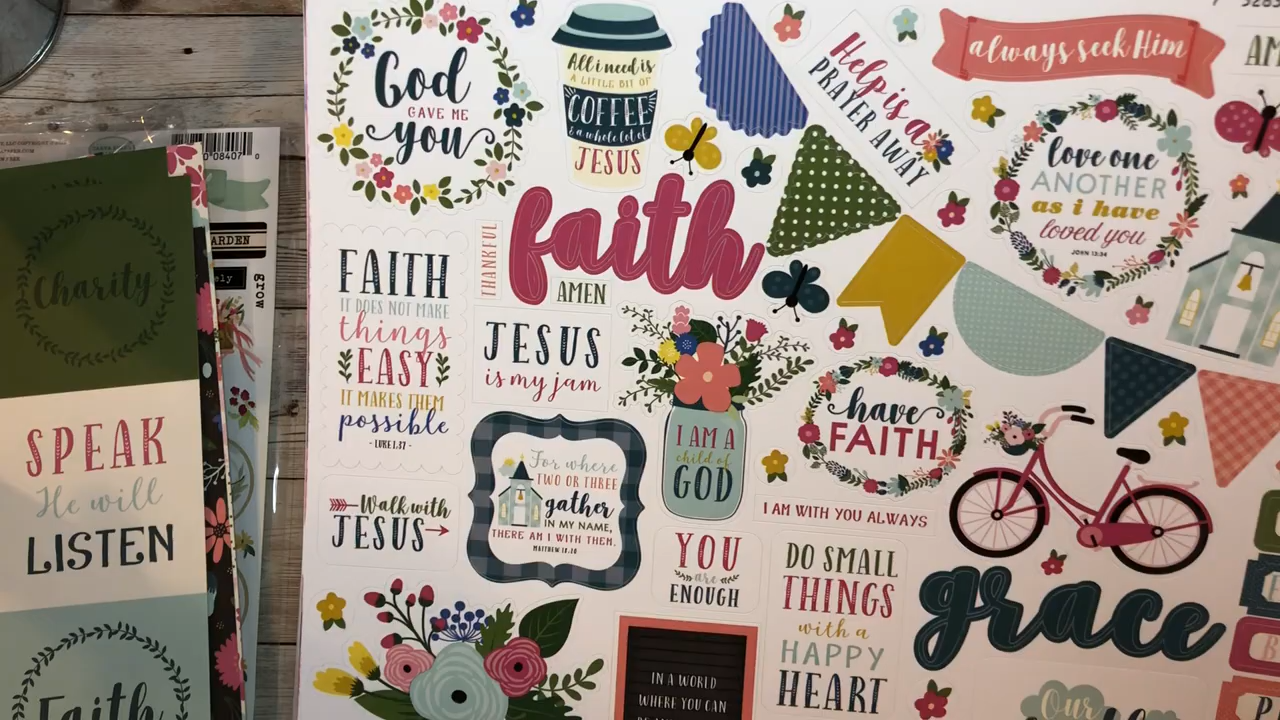 God
GAVE ME
you
All i need is
A LITTLE BIT OF
COFFEE
& a whole lot of
JESUS
Help is a
PRAYER AWAY
always seek Him
love one
ANOTHER
as i have
loved you
JOHN 13:34
faith
THANKFUL
AMEN
FAITH
IT DOES NOT MAKE
things
EASY
IT MAKES THEM
possible
- LUKE 1:37 -
JESUS
is my jam
I AM A
child of
GOD
have
FAITH
For where
TWO OR THREE
gather
IN MY NAME,
THERE AM I WITH THEM.
MATTHEW 18:20
Walk with
JESUS
I AM WITH YOU ALWAYS
YOU
are
ENOUGH
DO SMALL
THINGS
with a
HAPPY
HEART
grace
IN A WORLD
WHERE YOU CAN
Our
Charity
SPEAK
He will
LISTEN
Faith
08407 0
grow